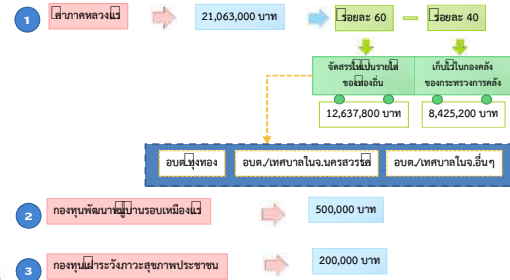 1
ค่าภาคหลวงแร่
21,063,000 บาท
ร้อยละ 60
ร้อยละ 40
จัดสรรให้เป็นรายได้
ของท้องถิ่น
เก็บไว้ในกองคลัง
ของกระทรวงการคลัง
12,637,800 บาท
8,425,200 บาท
อบต.ทุ่งทอง
อบต./เทศบาลในจ.นครสวรรค์
อบต./เทศบาลในจ.อื่นๆ
2
กองทุนพัฒนาหมู่บ้านรอบเหมืองแร่
500,000 บาท
3
กองทุนเฝ้าระวังภาวะสุขภาพประชาชน
200,000 บาท